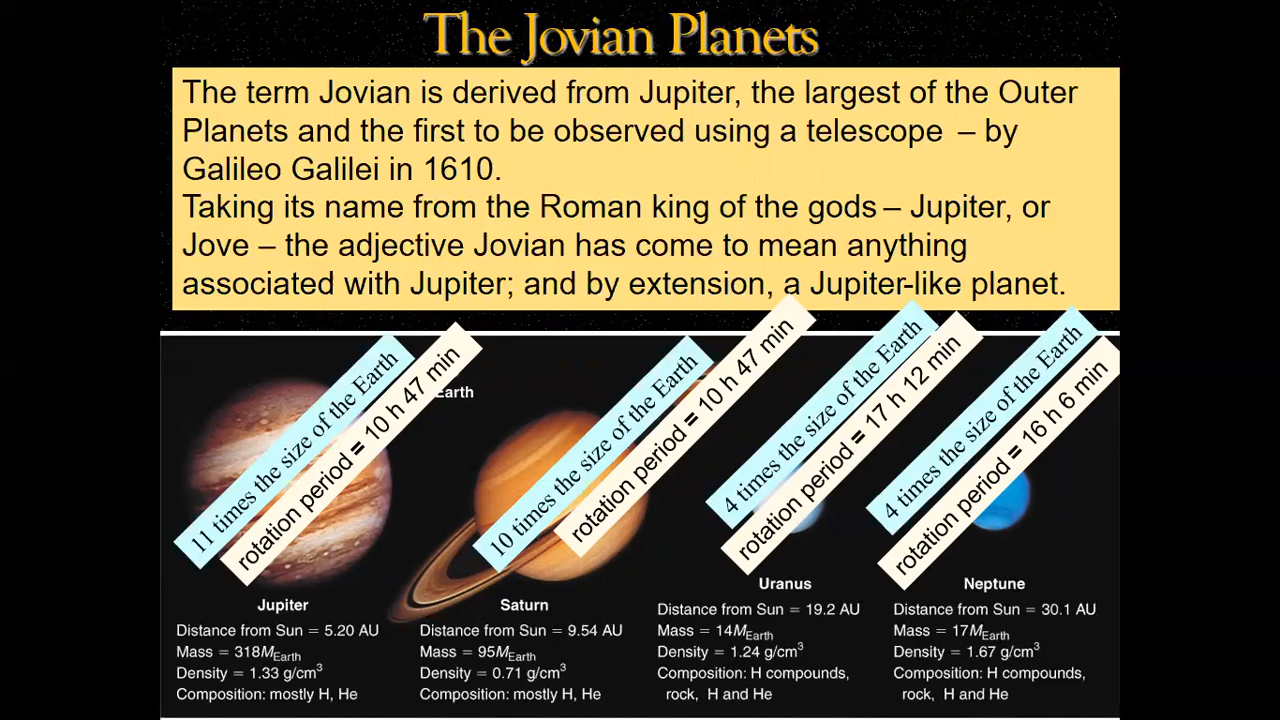 The Jovian Planets
The term Jovian is derived from Jupiter, the largest of the Outer
Planets and the first to be observed using a telescope – by
Galileo Galilei in 1610.
Taking its name from the Roman king of the gods – Jupiter, or
Jove – the adjective Jovian has come to mean anything
associated with Jupiter; and by extension, a Jupiter-like planet.
11 times the size of the Earth
rotation period = 10 h 47 min
Earth
10 times the size of the Earth
rotation period = 10 h 47 min
4 times the size of the Earth
rotation period = 17 h 12 min
4 times the size of the Earth
rotation period = 16 h 6 min
Jupiter
Distance from Sun = 5.20 AU
Mass = 318MEarth
Density = 1.33 g/cm³
Composition: mostly H, He
Saturn
Distance from Sun = 9.54 AU
Mass = 95MEarth
Density = 0.71 g/cm³
Composition: mostly H, He
Uranus
Distance from Sun = 19.2 AU
Mass = 14MEarth
Density = 1.24 g/cm³
Composition: H compounds,
rock, H and He
Neptune
Distance from Sun = 30.1 AU
Mass = 17MEarth
Density = 1.67 g/cm³
Composition: H compounds,
rock, H and He